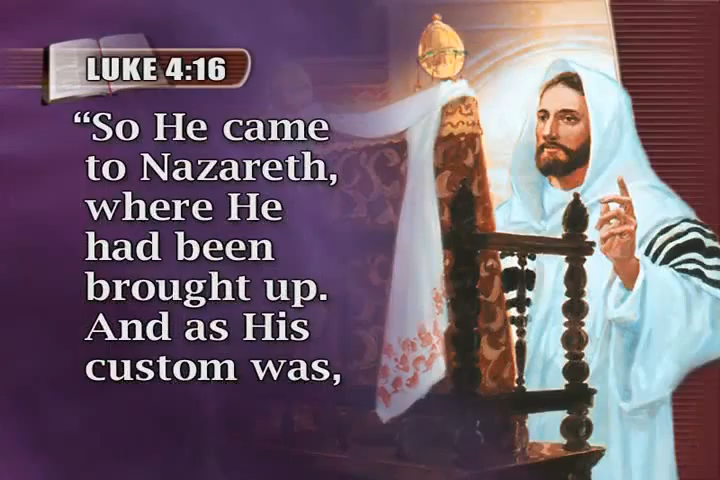 LUKE 4:16
“So He came
to Nazareth,
where He
had been
brought up.
And as His
custom was,